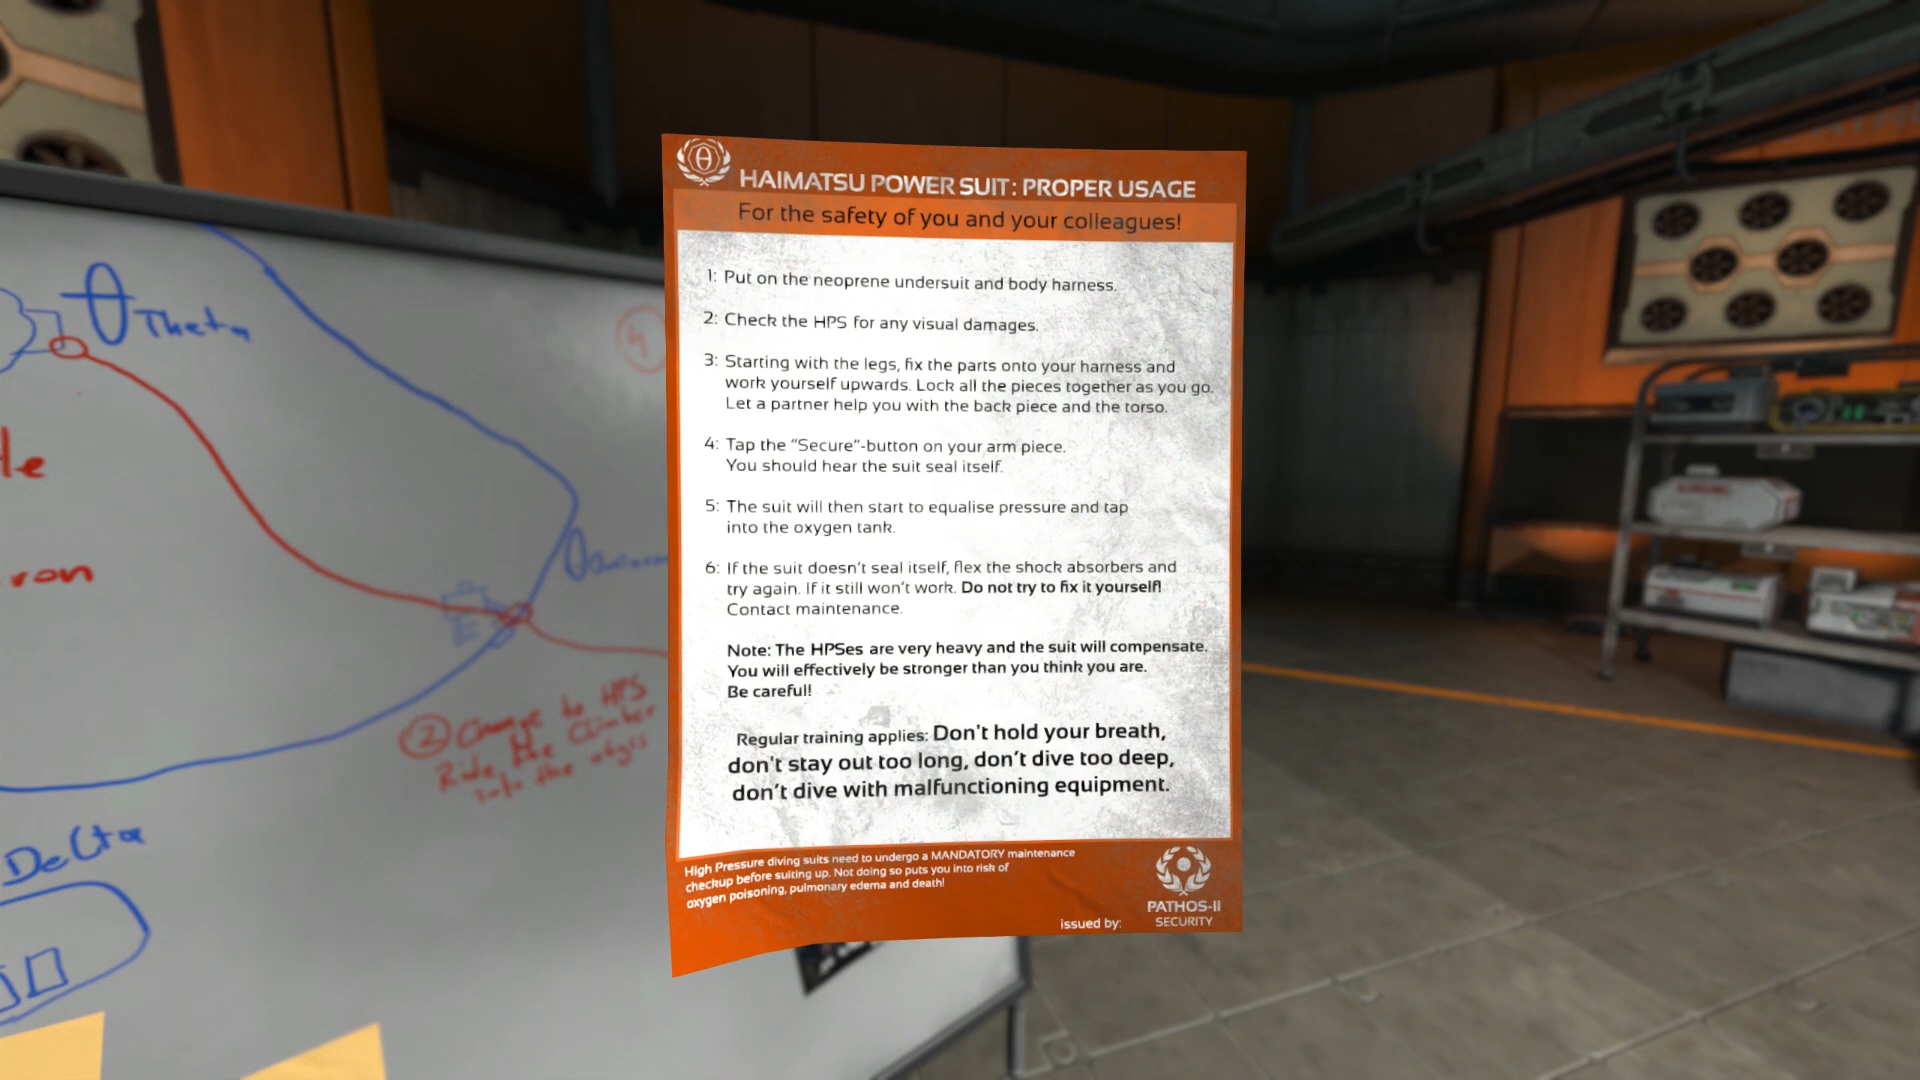 HAIMATSU POWER SUIT: PROPER USAGE
For the safety of you and your colleagues!
1: Put on the neoprene undersuit and body harness.
2: Check the HPS for any visual damages.
3: Starting with the legs, fix the parts onto your harness and
work yourself upwards. Lock all the pieces together as you go.
Let a partner help you with the back piece and the torso.
4: Tap the "Secure"-button on your arm piece.
You should hear the suit seal itself.
5: The suit will then start to equalise pressure and tap
into the oxygen tank.
6: If the suit doesn't seal itself, flex the shock absorbers and
try again. If it still won't work. Do not try to fix it yourself!
Contact maintenance.
Note: The HPSes are very heavy and the suit will compensate.
You will effectively be stronger than you think you are.
Be careful!
Regular training applies: Don't hold your breath,
don't stay out too long, don't dive too deep,
don't dive with malfunctioning equipment.
High Pressure diving suits need to undergo a MANDATORY maintenance
checkup before suiting up. Not doing so puts you into risk of
oxygen poisoning, pulmonary edema and death!
issued by:
PATHOS-II
SECURITY
θ Theta
2 Change to HPS
Ride the Climber
into the
Delta